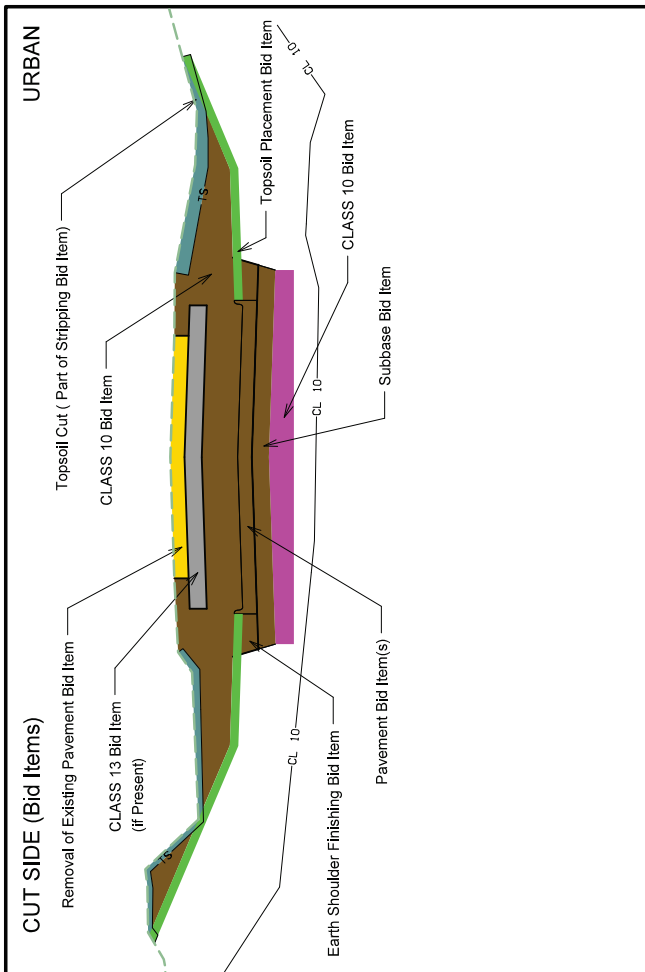 CUT SIDE (Bid Items)
URBAN
Removal of Existing Pavement Bid Item
Topsoil Cut ( Part of Stripping Bid Item)
CLASS 13 Bid Item
(if Present)
CLASS 10 Bid Item
TS
TS
CL 10
CL 10
CL 10
Earth Shoulder Finishing Bid Item
Topsoil Placement Bid Item
Pavement Bid Item(s)
CLASS 10 Bid Item
Subbase Bid Item